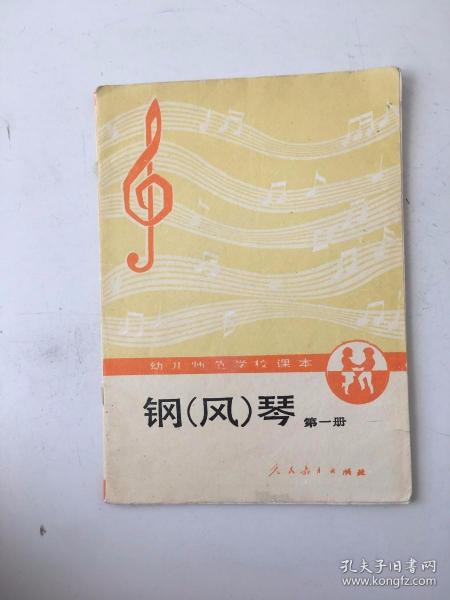 幼儿师范学校课本
钢(风)琴 第一册
人民教育出版社
孔夫子旧书网
www.kongfz.com